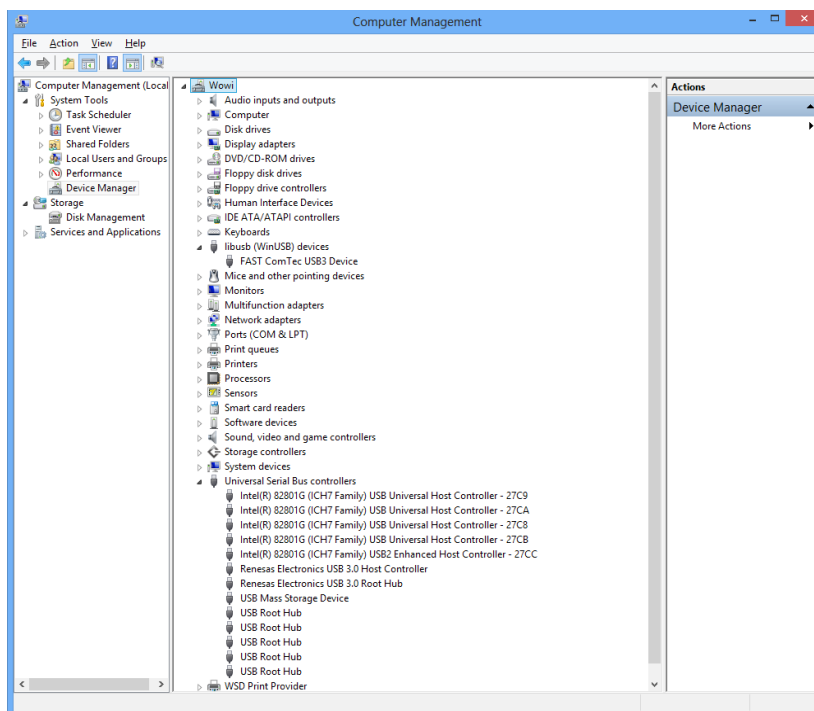 Computer Management
File Action View Help
Computer Management (Local
System Tools
Task Scheduler
Event Viewer
Shared Folders
Local Users and Groups
Performance
Device Manager
Storage
Disk Management
Services and Applications
Wowi
Audio inputs and outputs
Computer
Disk drives
Display adapters
DVD/CD-ROM drives
Floppy disk drives
Floppy drive controllers
Human Interface Devices
IDE ATA/ATAPI controllers
Keyboards
libusb (WinUSB) devices
FAST ComTec USB3 Device
Mice and other pointing devices
Monitors
Multifunction adapters
Network adapters
Ports (COM & LPT)
Print queues
Printers
Processors
Sensors
Smart card readers
Software devices
Sound, video and game controllers
Storage controllers
System devices
Universal Serial Bus controllers
Intel(R) 82801G (ICH7 Family) USB Universal Host Controller - 27C9
Intel(R) 82801G (ICH7 Family) USB Universal Host Controller - 27CA
Intel(R) 82801G (ICH7 Family) USB Universal Host Controller - 27C8
Intel(R) 82801G (ICH7 Family) USB Universal Host Controller - 27CB
Intel(R) 82801G (ICH7 Family) USB2 Enhanced Host Controller - 27CC
Renesas Electronics USB 3.0 Host Controller
Renesas Electronics USB 3.0 Root Hub
USB Mass Storage Device
USB Root Hub
USB Root Hub
USB Root Hub
USB Root Hub
USB Root Hub
WSD Print Provider
Actions
Device Manager
More Actions